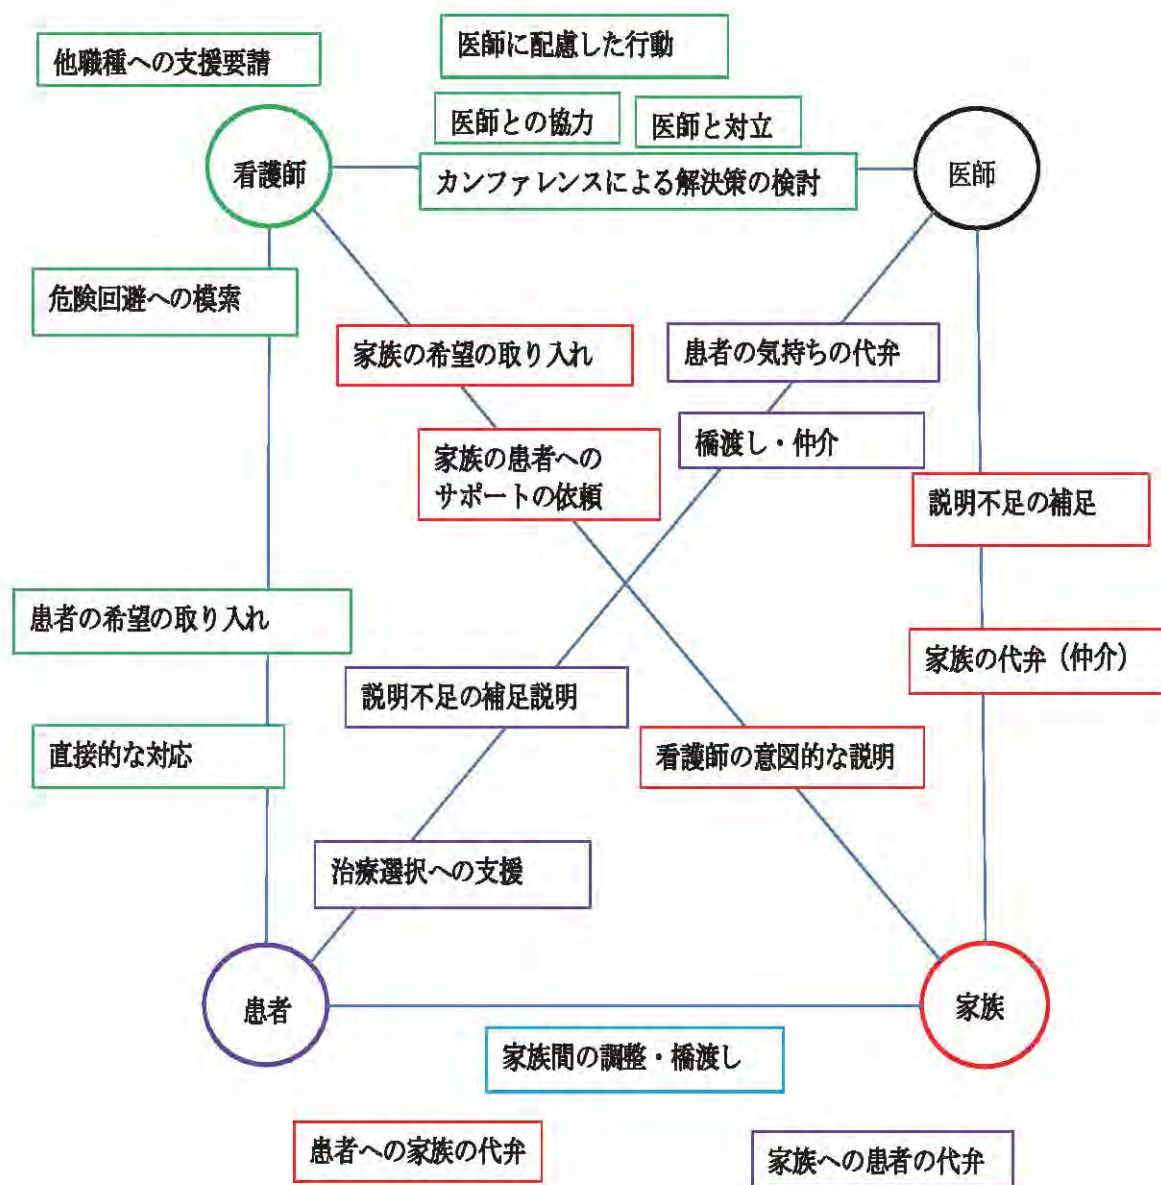 他職種への支援要請
医師に配慮した行動
医師との協力
医師と対立
看護師
カンファレンスによる解決策の検討
医師
危険回避への模索
家族の希望の取り入れ
患者の気持ちの代弁
橋渡し・仲介
家族の患者への
サポートの依頼
説明不足の補足
患者の希望の取り入れ
家族の代弁（仲介）
説明不足の補足説明
直接的な対応
看護師の意図的な説明
治療選択への支援
患者
家族
家族間の調整・橋渡し
患者への家族の代弁
家族への患者の代弁